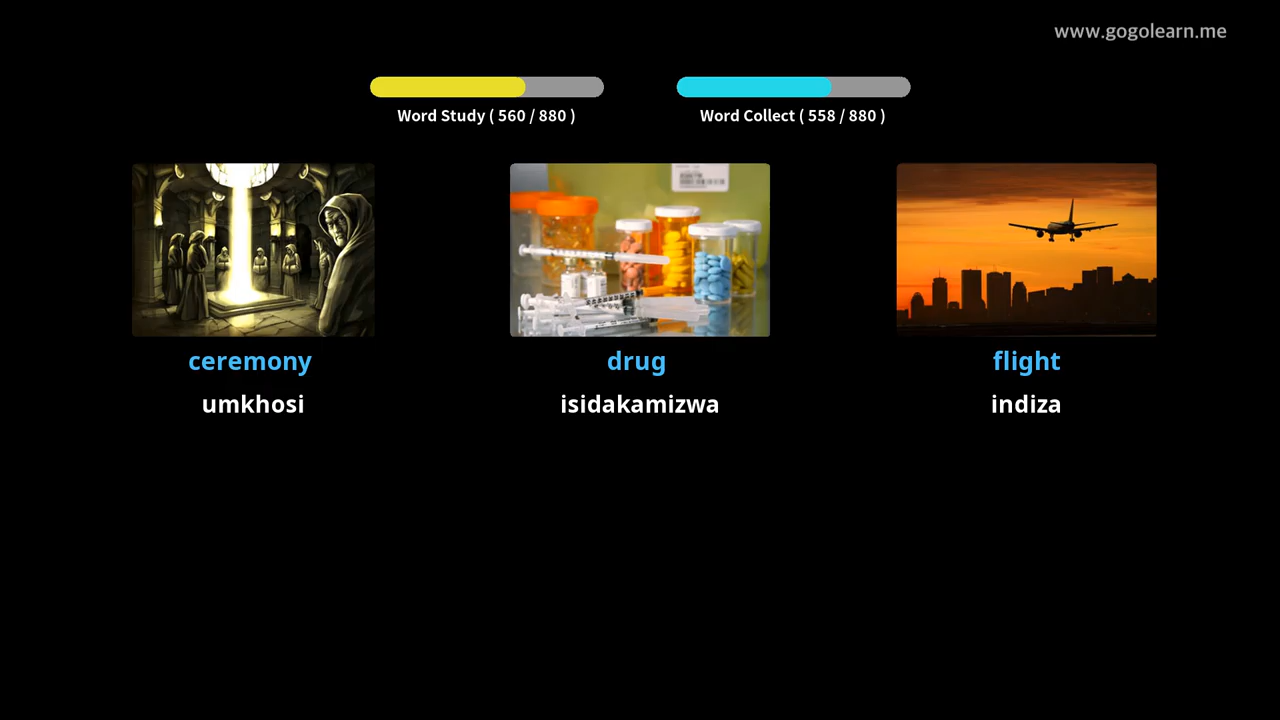 www.gogolearn.me
Word Study ( 560 / 880 )
Word Collect ( 558 / 880 )
ceremony
umkhosi
drug
isidakamizwa
flight
indiza